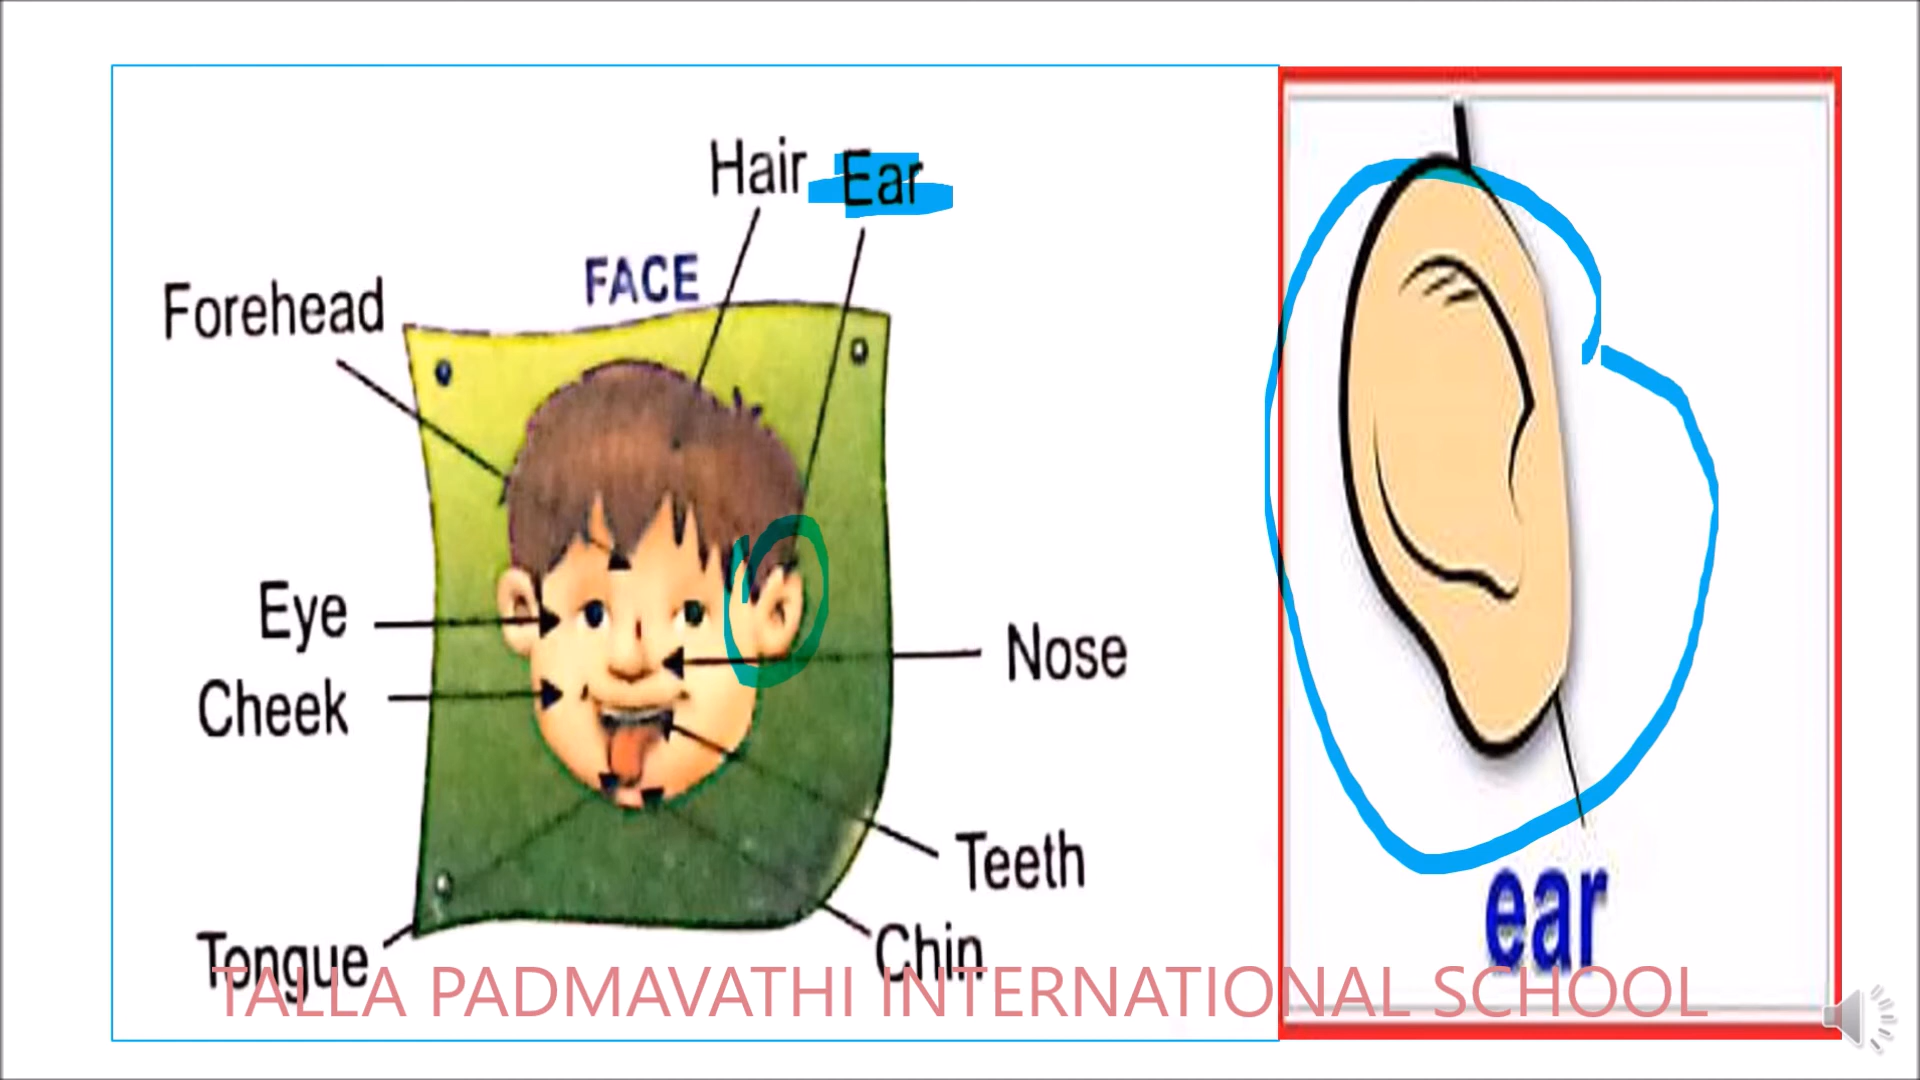 Hair Ear
FACE
Forehead
Eye
Nose
Cheek
Teeth
ear
Chin
Tongue
TALLA PADMAVATHI INTERNATIONAL SCHOOL